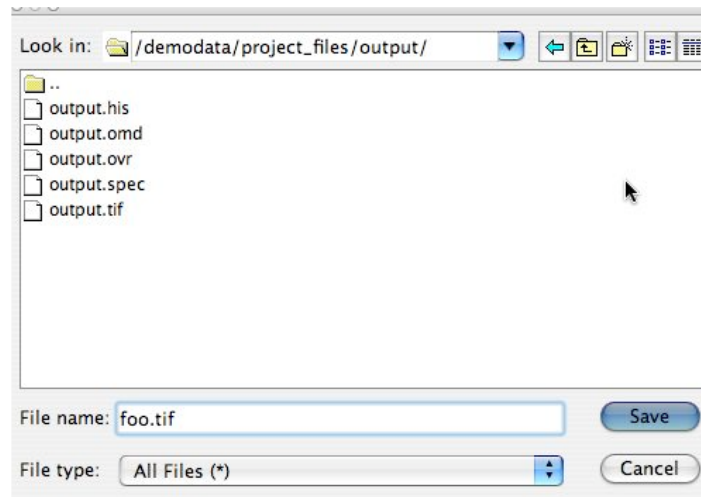 Look in: /demodata/project_files/output/
..
output.his
output.omd
output.ovr
output.spec
output.tif
File name: foo.tif Save
File type: All Files (*) Cancel